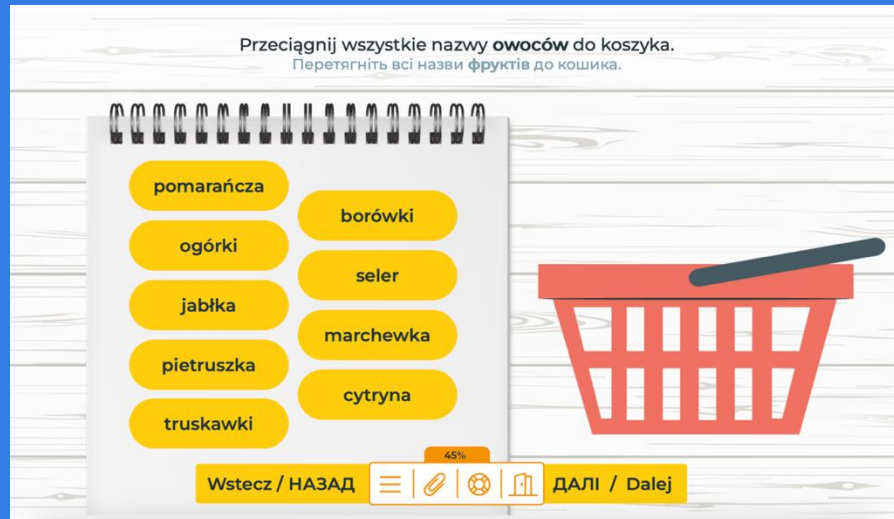 Przeciągnij wszystkie nazwy owoców do koszyka.
Перетягніть всі назви фруктів до кошика.
pomarańcza
borówki
ogórki
seler
jabłka
marchewka
pietruszka
cytryna
truskawki
45%
Wstecz / НАЗАД
ДАЛІ / Dalej